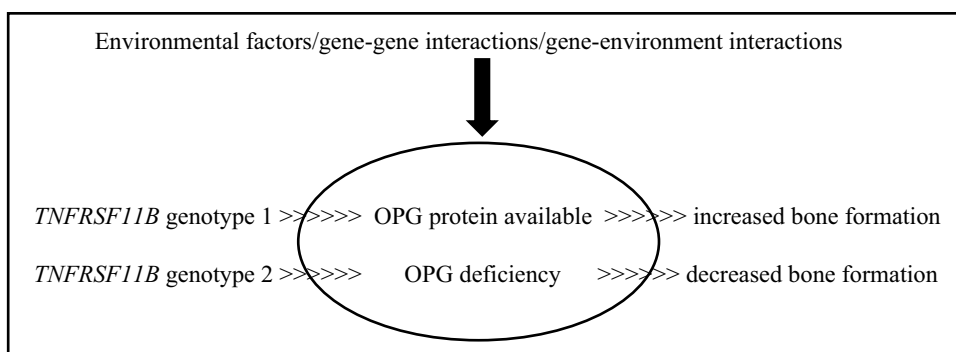 Environmental factors/gene-gene interactions/gene-environment interactions
TNFRSF11B genotype 1 >>>>>> OPG protein available >>>>>> increased bone formation
TNFRSF11B genotype 2 >>>>>> OPG deficiency >>>>>> decreased bone formation